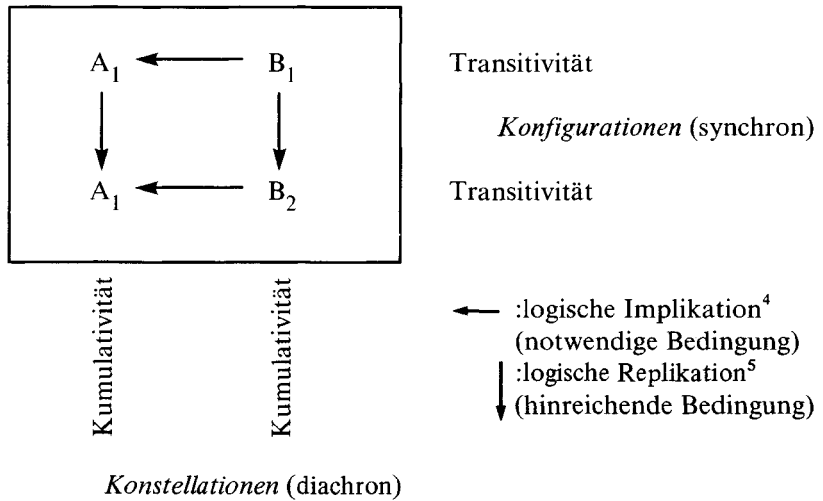 A₁ B₁ Transitivität
Konfigurationen (synchron)
A₁ B₂ Transitivität
Kumulativität
Kumulativität
:logische Implikation⁴
(notwendige Bedingung)
:logische Replikation⁵
(hinreichende Bedingung)
Konstellationen (diachron)